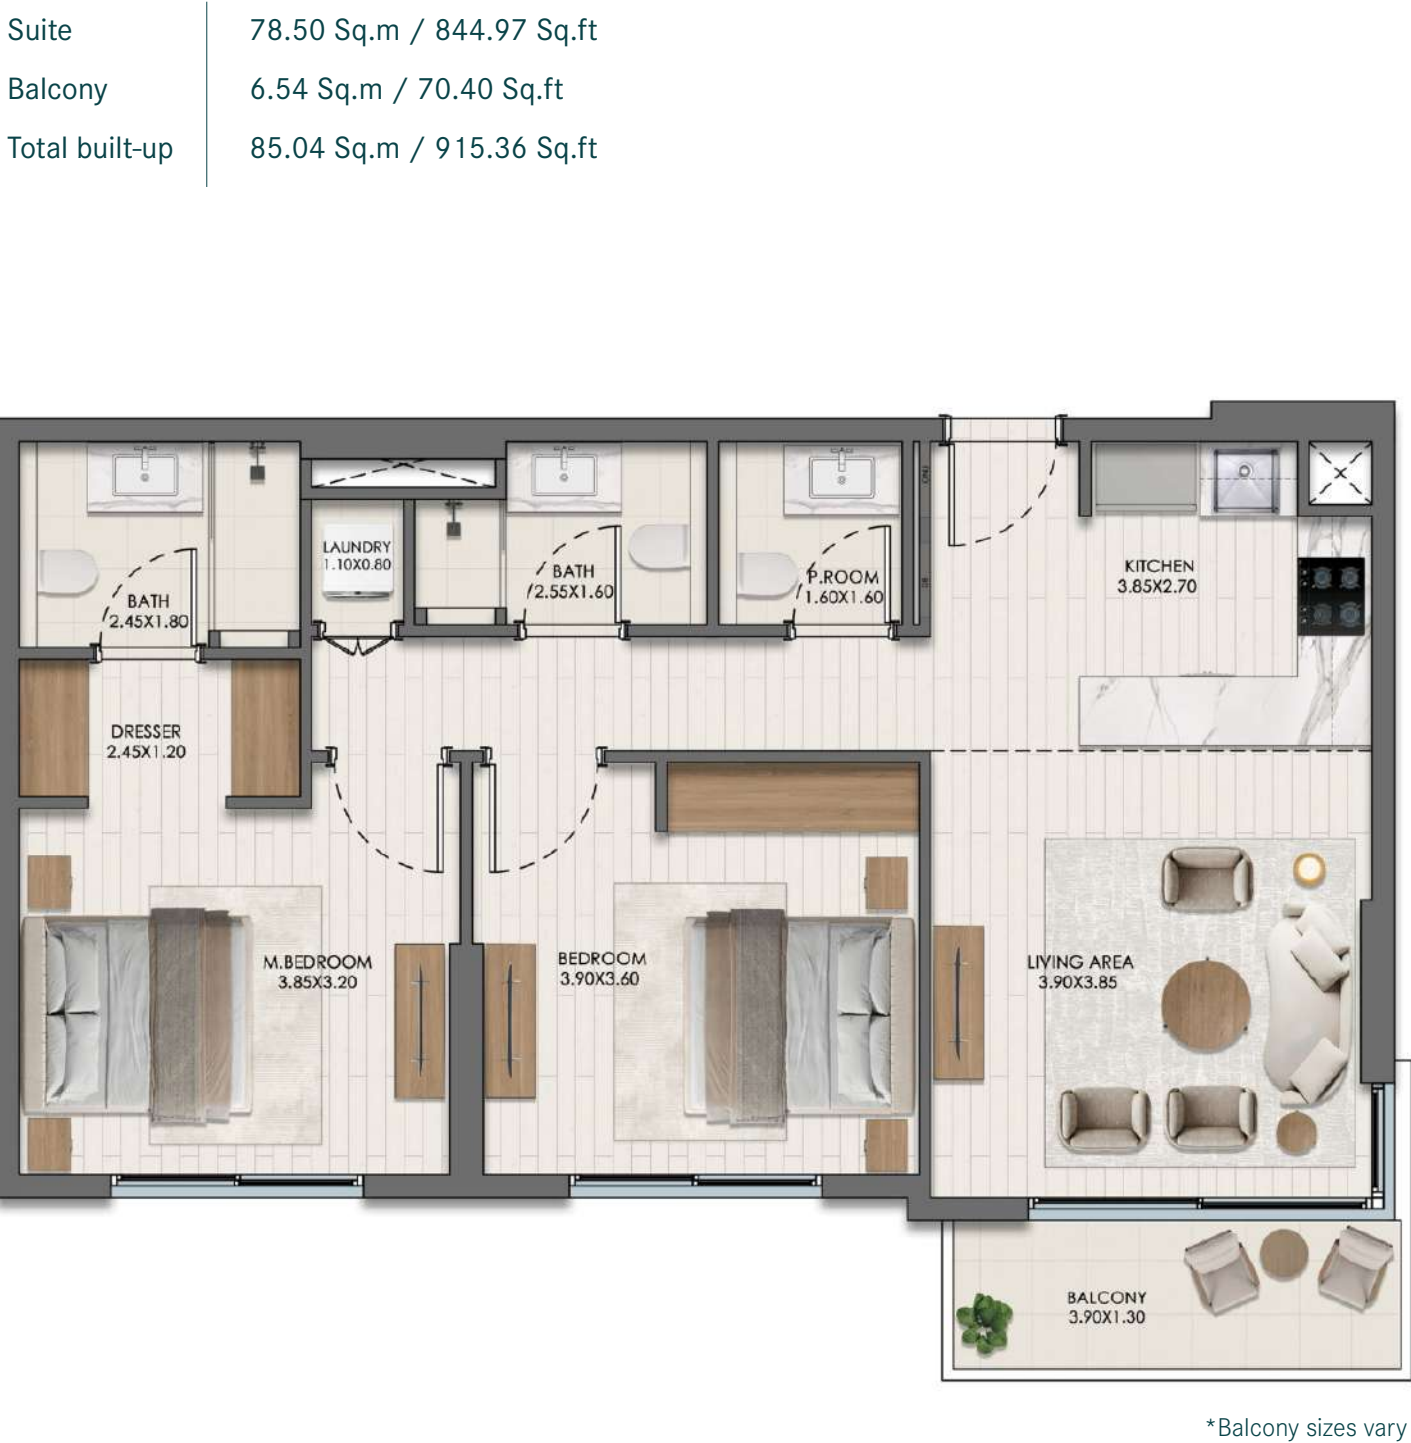 Suite 78.50 Sq.m / 844.97 Sq.ft
Balcony 6.54 Sq.m / 70.40 Sq.ft
Total built-up 85.04 Sq.m / 915.36 Sq.ft
LAUNDRY
1.10X0.80
BATH
2.55X1.60
P.ROOM
1.60X1.60
KITCHEN
3.85X2.70
BATH
2.45X1.80
DRESSER
2.45X1.20
M.BEDROOM
3.85X3.20
BEDROOM
3.90X3.60
LIVING AREA
3.90X3.85
BALCONY
3.90X1.30
*Balcony sizes vary